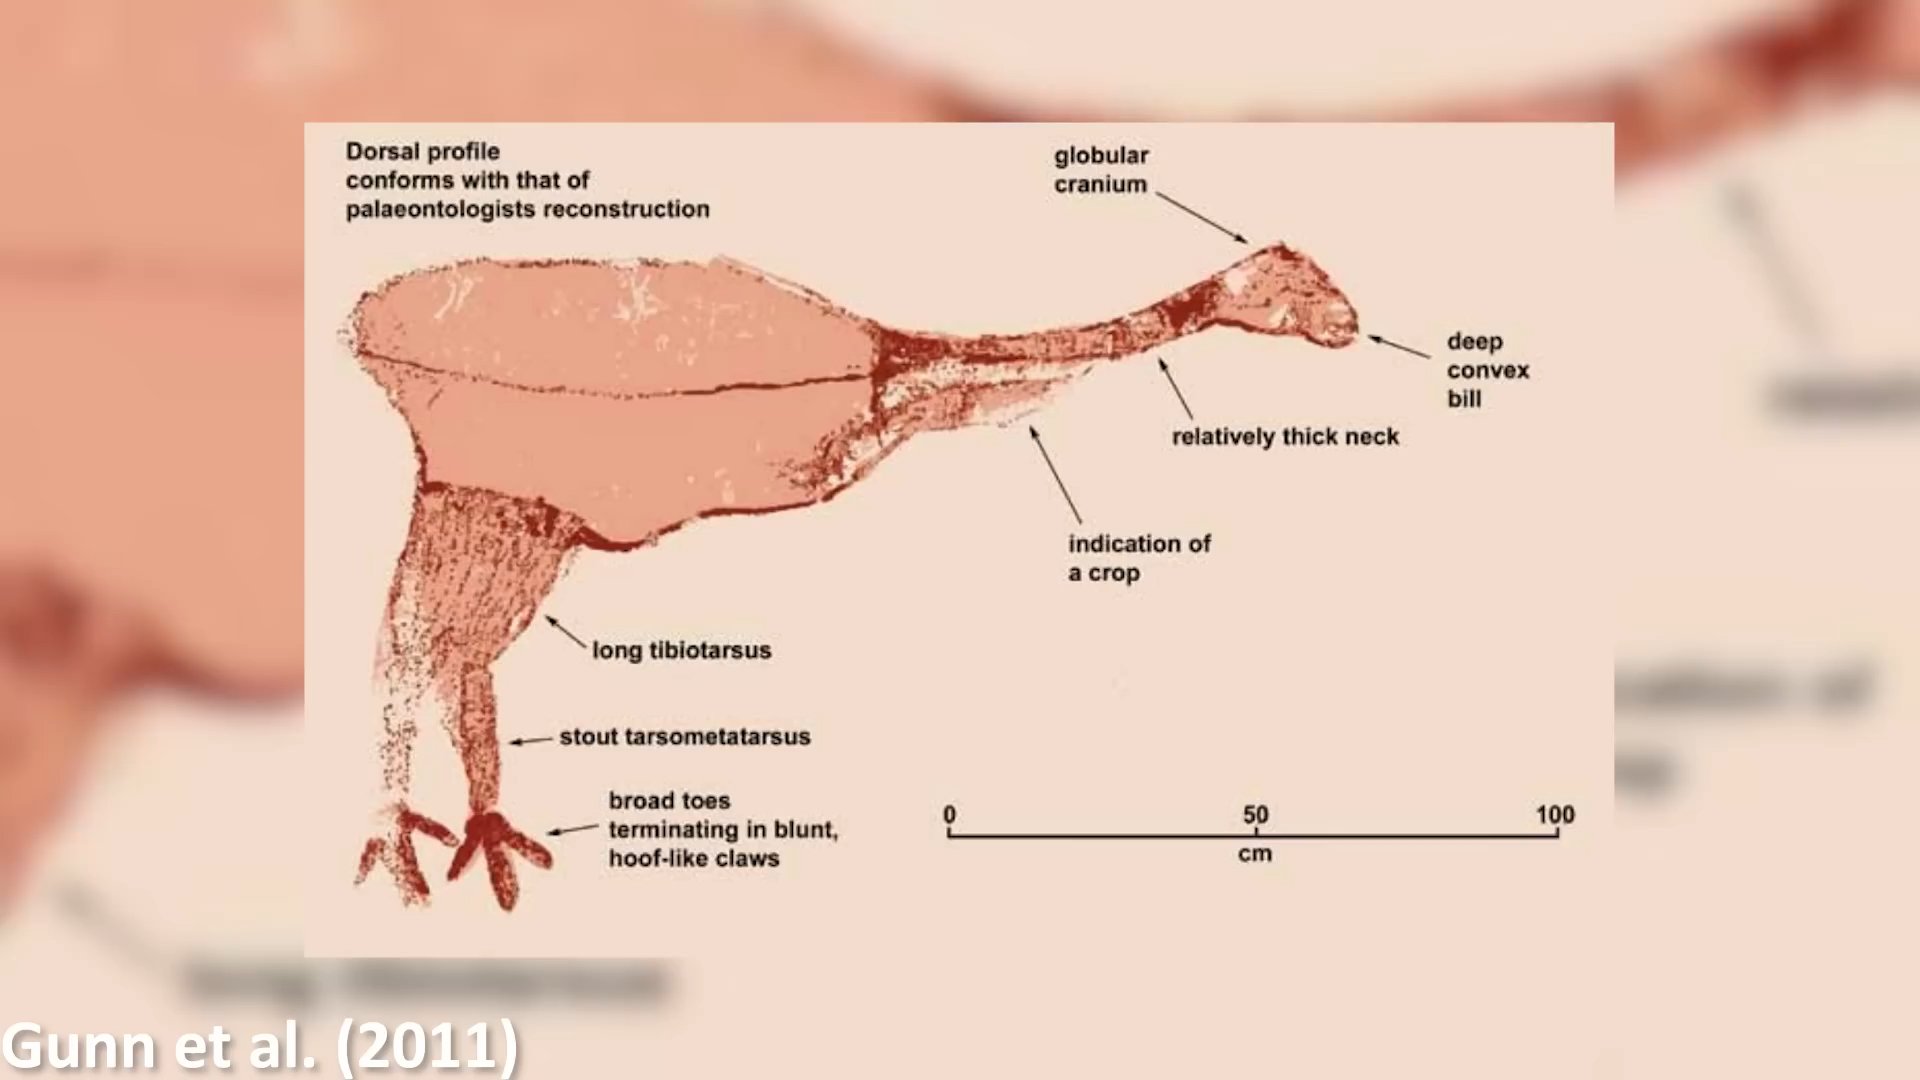 Dorsal profile
conforms with that of
palaeontologists reconstruction
globular
cranium
deep
convex
bill
relatively thick neck
indication of
a crop
long tibiotarsus
stout tarsometatarsus
broad toes
terminating in blunt,
hoof-like claws
0 50 100
cm
Gunn et al. (2011)